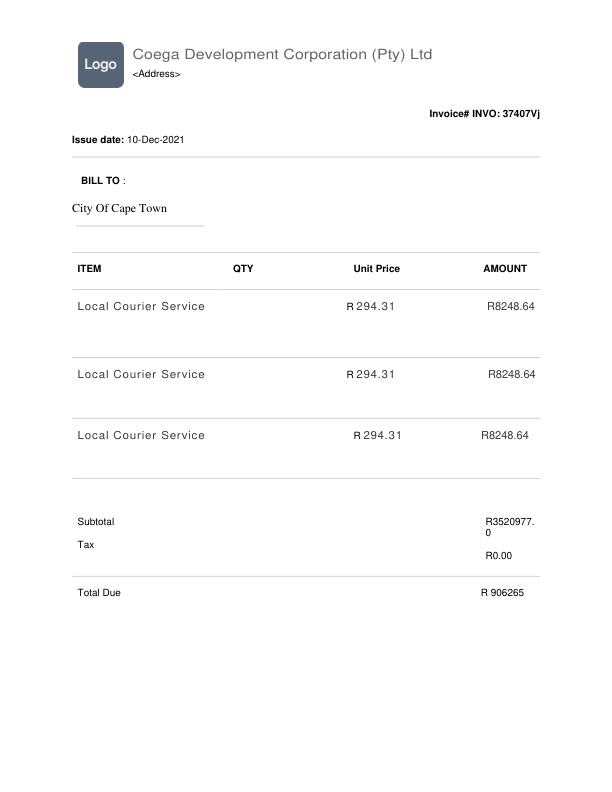 Logo
Coega Development Corporation (Pty) Ltd
<Address>
Invoice# INVO: 37407Vj
Issue date: 10-Dec-2021
BILL TO :
City Of Cape Town
ITEM QTY Unit Price AMOUNT
Local Courier Service R 294.31 R8248.64
Local Courier Service R 294.31 R8248.64
Local Courier Service R 294.31 R8248.64
Subtotal R3520977.
0
Tax
R0.00
Total Due R 906265